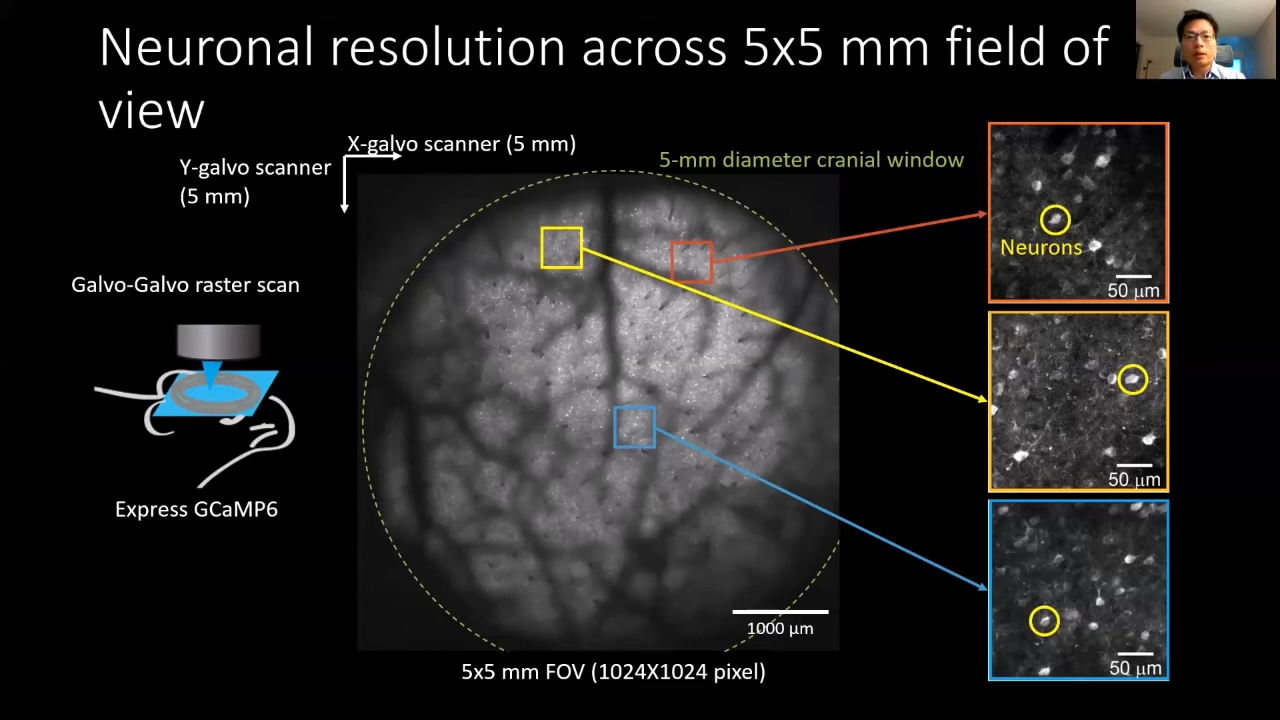 Neuronal resolution across 5x5 mm field of
view
X-galvo scanner (5 mm)
Y-galvo scanner
(5 mm)
5-mm diameter cranial window
Galvo-Galvo raster scan
Express GCaMP6
Neurons
50 µm
50 µm
50 µm
1000 µm
5x5 mm FOV (1024X1024 pixel)